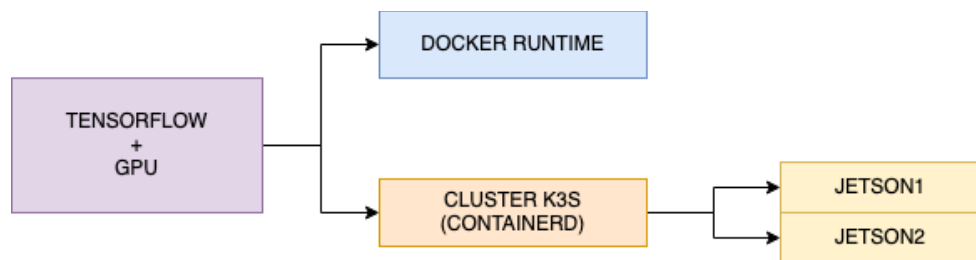 DOCKER RUNTIME
TENSORFLOW
+
GPU
CLUSTER K3S
(CONTAINERD)
JETSON1
JETSON2